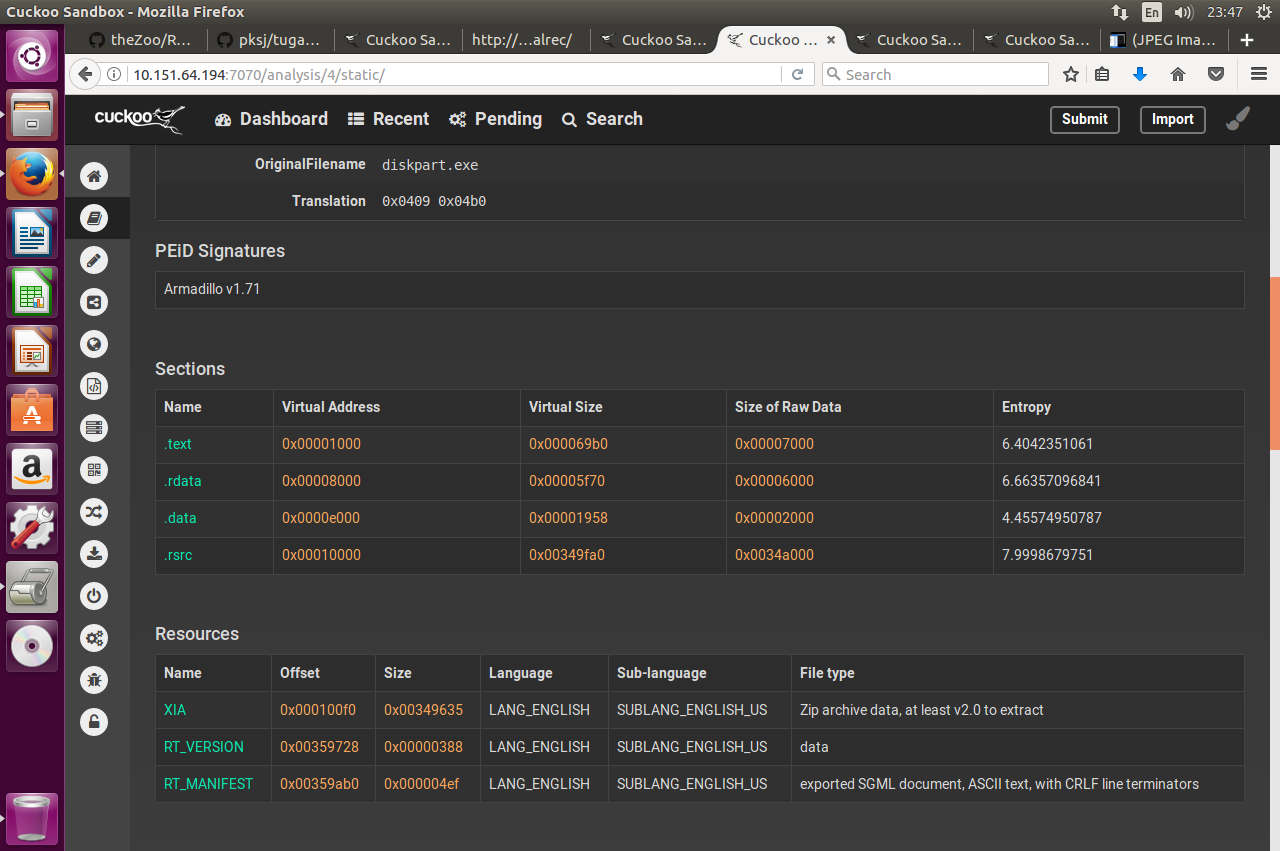 Cuckoo Sandbox - Mozilla Firefox En 23:47
theZoo/R... pksj/tuga... Cuckoo Sa... http://...alrec/ Cuckoo Sa... Cuckoo ... × Cuckoo Sa... Cuckoo Sa... (JPEG Ima...
10.151.64.194:7070/analysis/4/static/ Search
cuckoo Dashboard Recent Pending Search Submit Import
OriginalFilename diskpart.exe
Translation 0x0409 0x04b0
PEiD Signatures
Armadillo v1.71
Sections
Name Virtual Address Virtual Size Size of Raw Data Entropy
.text 0x00001000 0x000069b0 0x00007000 6.4042351061
.rdata 0x00008000 0x00005f70 0x00006000 6.66357096841
.data 0x0000e000 0x00001958 0x00002000 4.45574950787
.rsrc 0x00010000 0x00349fa0 0x0034a000 7.9998679751
Resources
Name Offset Size Language Sub-language File type
XIA 0x000100f0 0x00349635 LANG_ENGLISH SUBLANG_ENGLISH_US Zip archive data, at least v2.0 to extract
RT_VERSION 0x00359728 0x00000388 LANG_ENGLISH SUBLANG_ENGLISH_US data
RT_MANIFEST 0x00359ab0 0x000004ef LANG_ENGLISH SUBLANG_ENGLISH_US exported SGML document, ASCII text, with CRLF line terminators